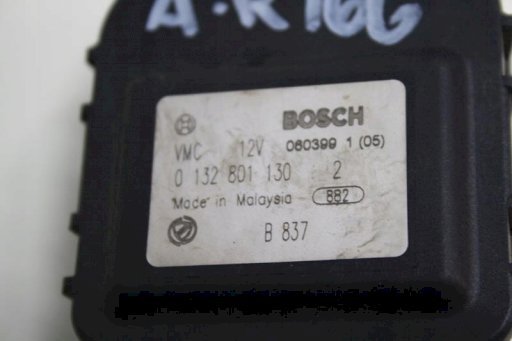 A.R 166
BOSCH
VMC 12V 060399 1 (05)
0 132 801 130 2
Made in Malaysia 882
B 837